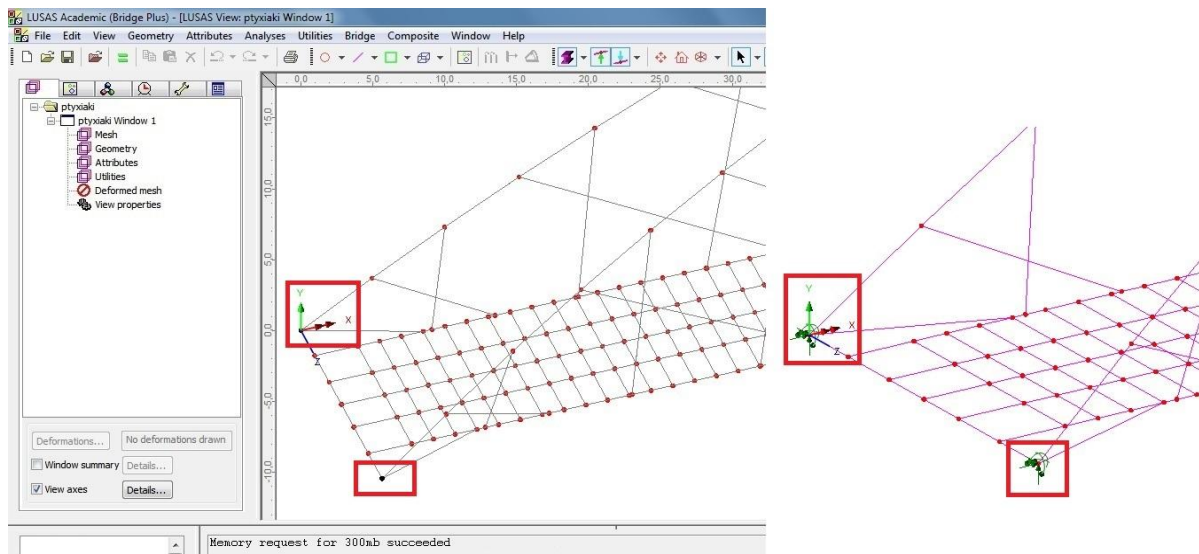 LUSAS Academic (Bridge Plus) - [LUSAS View: ptyxiaki Window 1]
File Edit View Geometry Attributes Analyses Utilities Bridge Composite Window Help
0,0 5,0 10,0 15,0 20,0 25,0 30,0
ptyxiaki
ptyxiaki Window 1
Mesh
Geometry
Attributes
Utilities
Deformed mesh
View properties
15,0
10,0
5,0
0,0
-5,0
-10,0
Y
X
Z
Y
X
Z
Deformations... No deformations drawn
Window summary Details...
View axes Details...
Memory request for 300mb succeeded